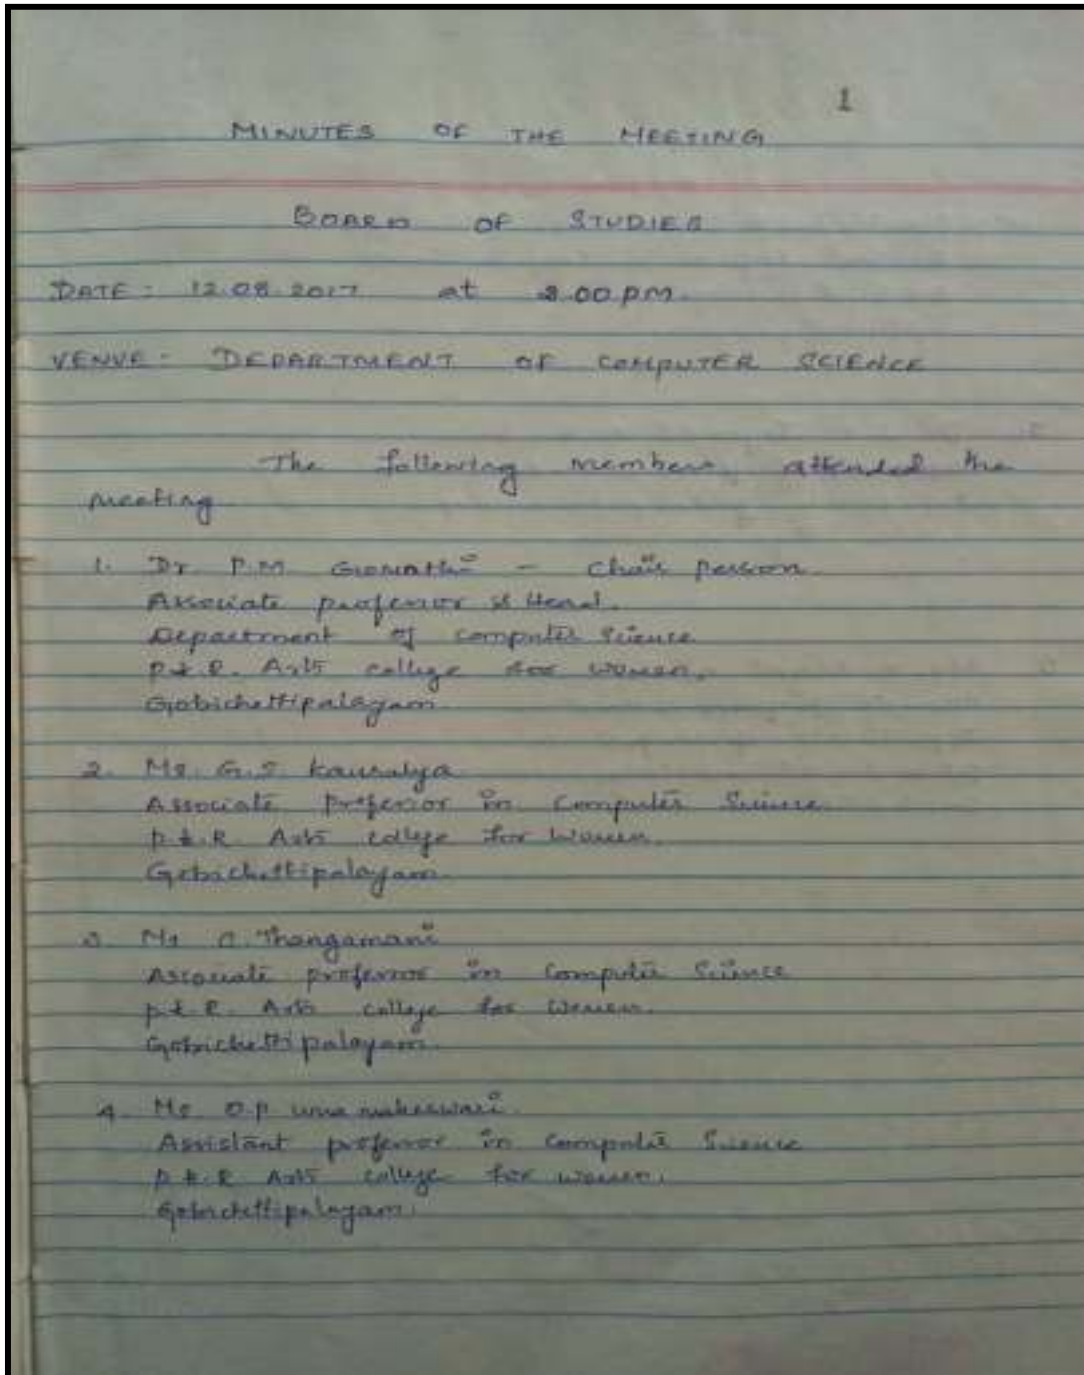 1
MINUTES OF THE MEETING
BOARD OF STUDIES
DATE : 12.08.2017 at 2.00 pm.
VENUE : DEPARTMENT OF COMPUTER SCIENCE
The following members attended the
meeting
1. Dr P.M. Gomathi - Chair person
Associate professor & Head.
Department of computer Science
P.K.R. Arts college for women.
Gobichettipalayam
2. Ms. G.S. Kausalya
Associate Professor in Computer Science
P.K.R. Arts college for Women.
Gobichettipalayam.
3. Ms Thangamani
Associate professor in Computer Science
P.K.R. Arts college for Women.
Gobichettipalayam.
4. Ms. O.P uma maheswari.
Assistant professor in Computer Science
P.K.R Arts college for women.
Gobichettipalayam.